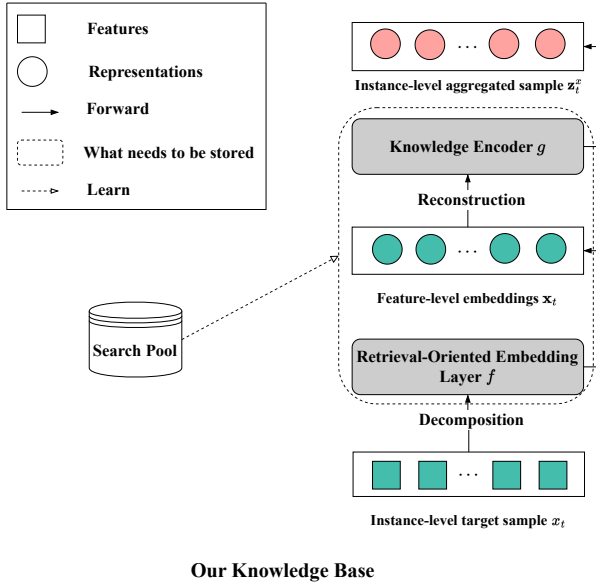 Features
Representations
Forward
What needs to be stored
Learn
Search Pool
...
Instance-level aggregated sample z_t^x
Knowledge Encoder g
Reconstruction
...
Feature-level embeddings x_t
Retrieval-Oriented Embedding
Layer f
Decomposition
...
Instance-level target sample x_t
Our Knowledge Base